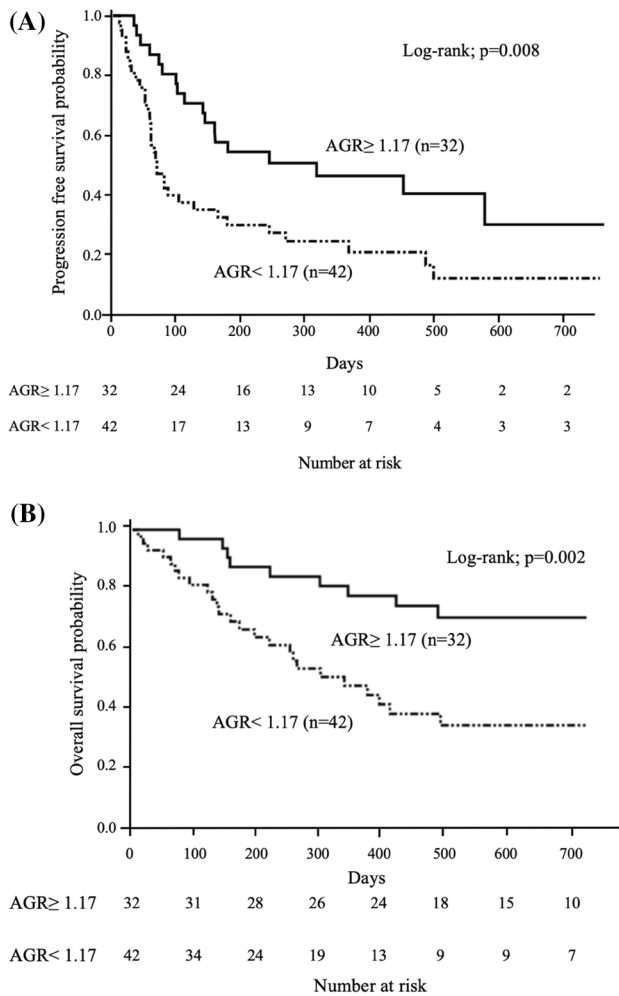 (A)
Progression free survival probability
1.0
0.8
0.6
0.4
0.2
0.0
Log-rank; p=0.008
AGR≥ 1.17 (n=32)
AGR< 1.17 (n=42)
0 100 200 300 400 500 600 700
Days
AGR≥ 1.17 32 24 16 13 10 5 2 2
AGR< 1.17 42 17 13 9 7 4 3 3
Number at risk
(B)
Overall survival probability
1.0
0.8
0.6
0.4
0.2
0.0
Log-rank; p=0.002
AGR≥ 1.17 (n=32)
AGR< 1.17 (n=42)
0 100 200 300 400 500 600 700
Days
AGR≥ 1.17 32 31 28 26 24 18 15 10
AGR< 1.17 42 34 24 19 13 9 9 7
Number at risk